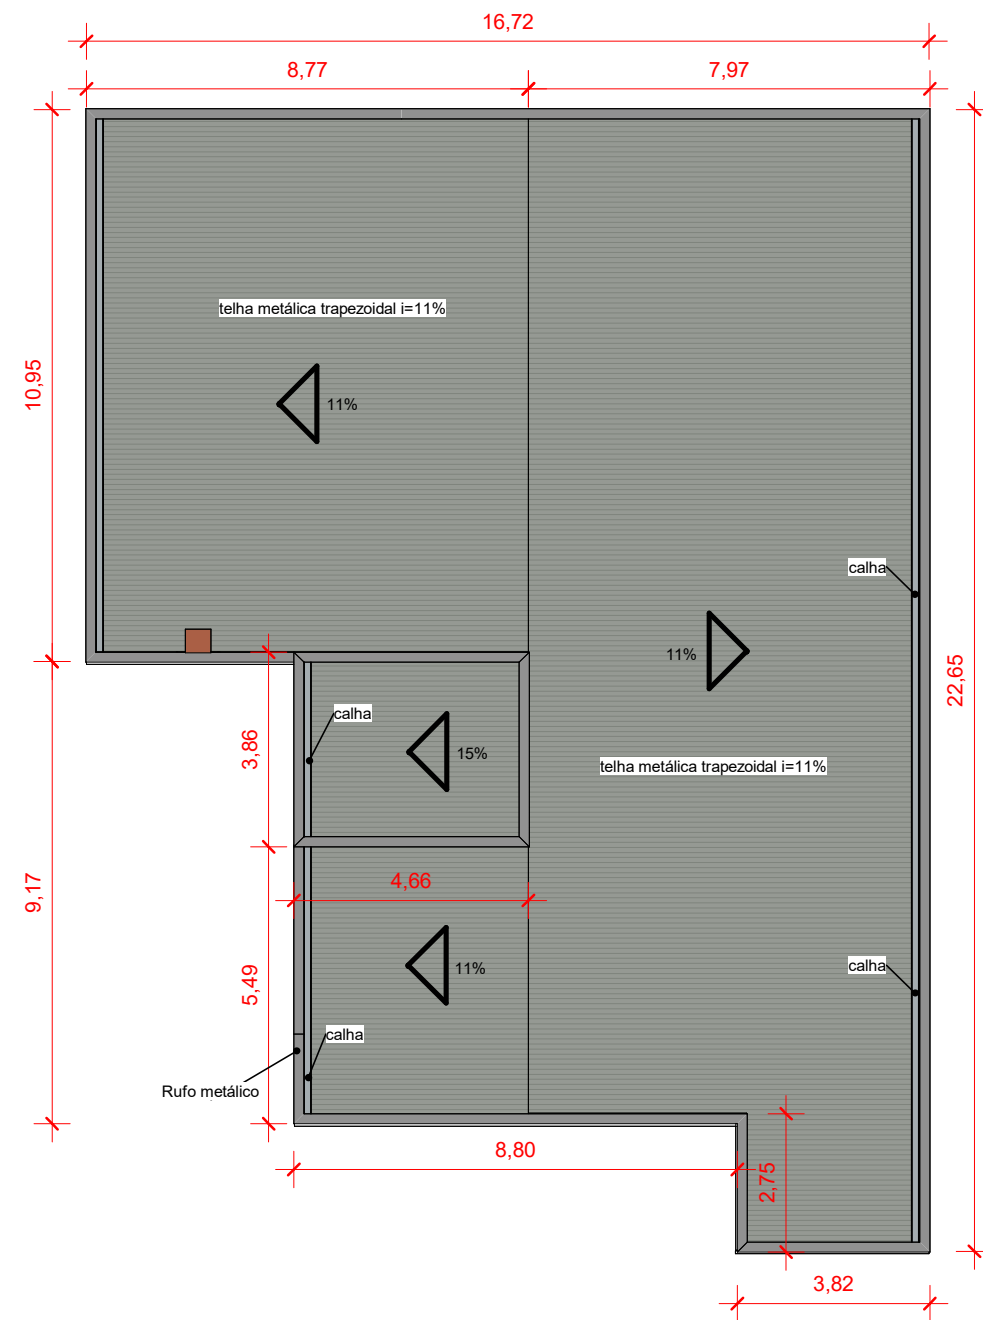 16,72
8,77
7,97
telha metálica trapezoidal i=11%
10,95
11%
calha
11%
22,65
calha
3,86
15%
telha metálica trapezoidal i=11%
4,66
9,17
calha
11%
5,49
calha
Rufo metálico
8,80
2,75
3,82